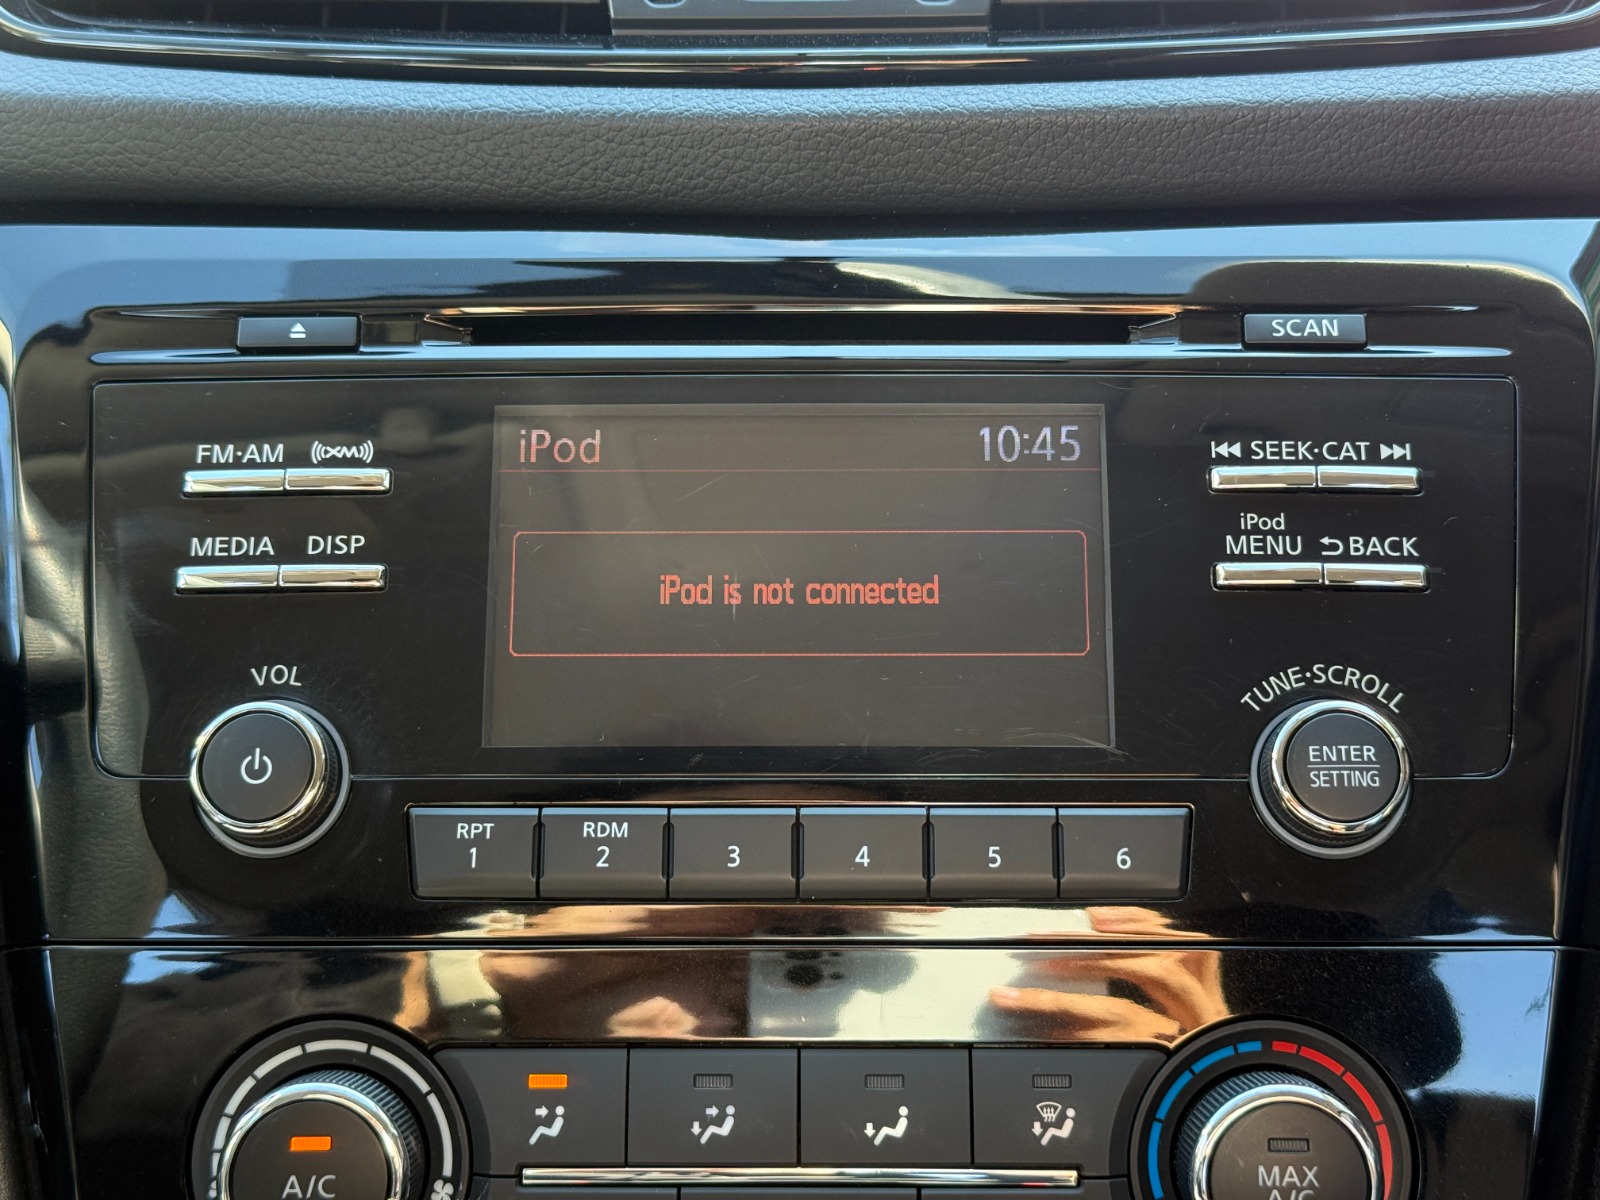 SCAN
FM·AM
XM
SEEK·CAT
iPod
10:45
MEDIA
DISP
iPod
MENU
BACK
iPod is not connected
VOL
TUNE·SCROLL
ENTER
SETTING
RPT
1
RDM
2
3
4
5
6
A/C
MAX
A/C